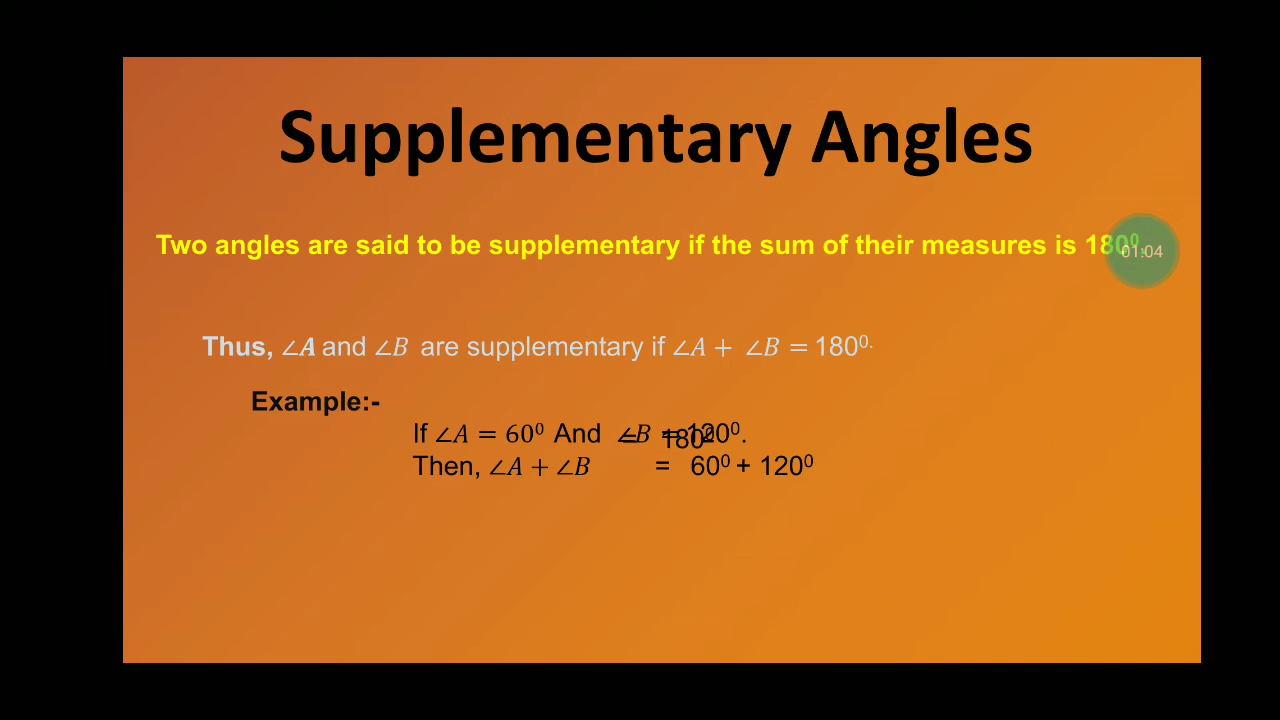 Supplementary Angles
Two angles are said to be supplementary if the sum of their measures is 180⁰.
01:04
Thus, ∠A and ∠B are supplementary if ∠A + ∠B = 180⁰.
Example:-
If ∠A = 60⁰ And ∠B = 120⁰.
= 180⁰
Then, ∠A + ∠B = 60⁰ + 120⁰